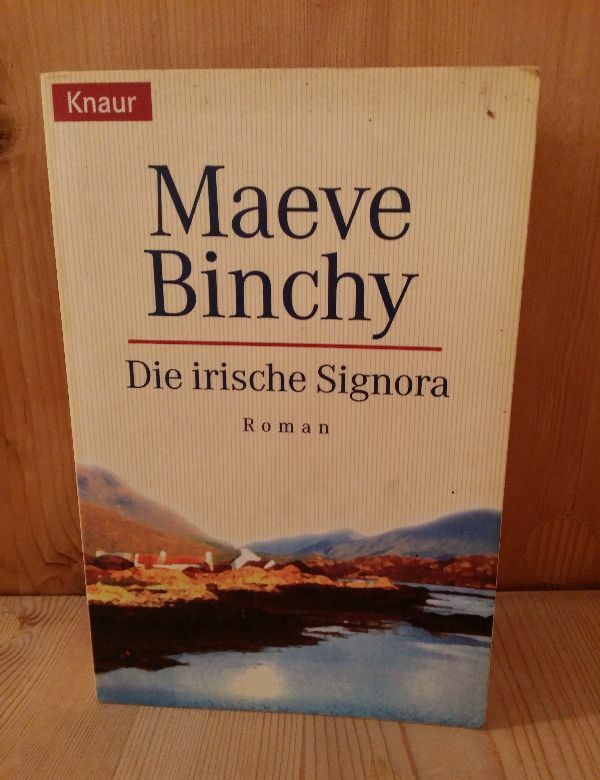 Knaur
Maeve
Binchy
Die irische Signora
Roman